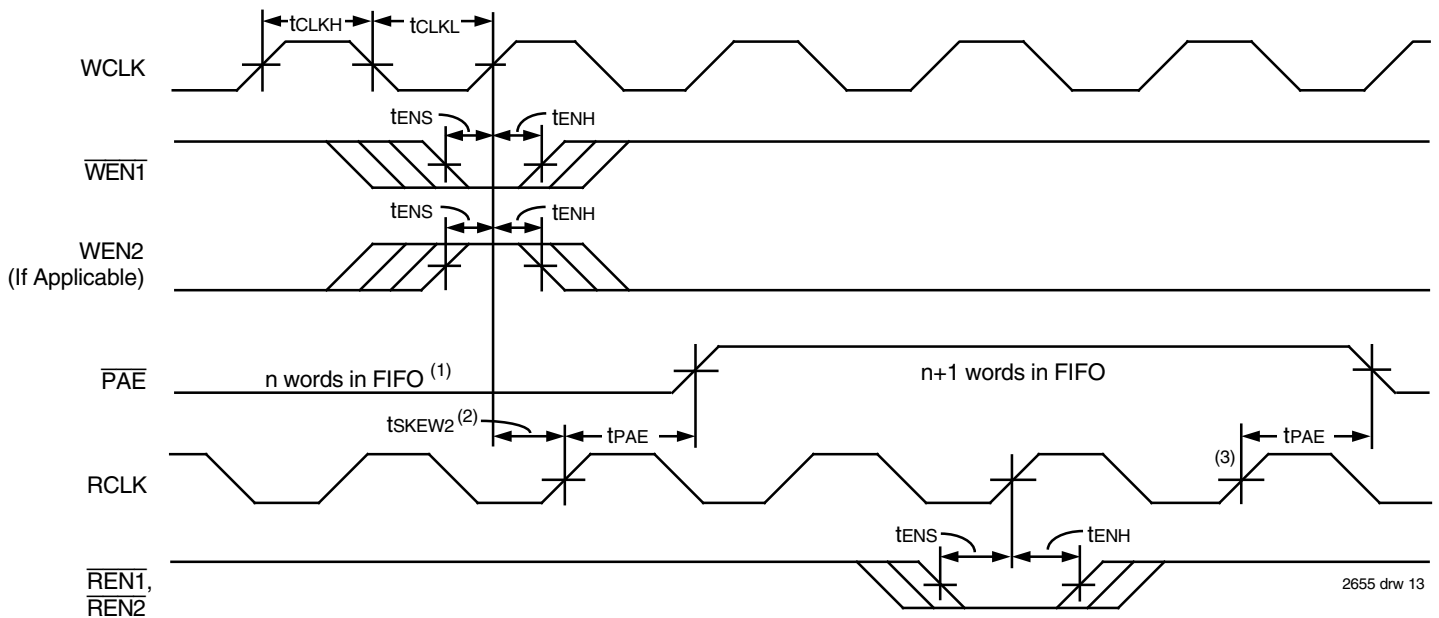 tCLKH tCLKL
WCLK
tENS tENH
WEN1
tENS tENH
WEN2
(If Applicable)
PAE n words in FIFO (1) n+1 words in FIFO
tSKEW2 (2) tPAE tPAE
(3)
RCLK
tENS tENH
REN1,
REN2
2655 drw 13